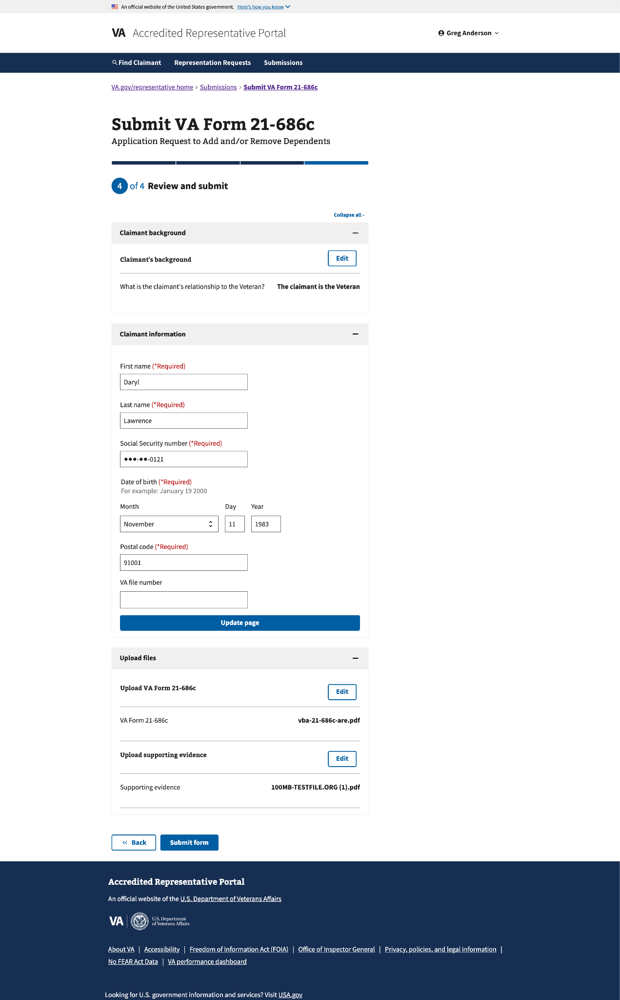 An official website of the United States government. Here's how you know
VA Accredited Representative Portal
Greg Anderson
Find Claimant Representation Requests Submissions
VA.gov/representative home › Submissions › Submit VA Form 21-686c
Submit VA Form 21-686c
Application Request to Add and/or Remove Dependents
4 of 4 Review and submit
Collapse all -
Claimant background
Claimant's background Edit
What is the claimant's relationship to the Veteran? The claimant is the Veteran
Claimant information
First name (*Required)
Daryl
Last name (*Required)
Lawrence
Social Security number (*Required)
●●●-●●-0121
Date of birth (*Required)
For example: January 19 2000
Month Day Year
November 11 1983
Postal code (*Required)
91001
VA file number
Update page
Upload files
Upload VA Form 21-686c Edit
VA Form 21-686c vba-21-686c-are.pdf
Upload supporting evidence Edit
Supporting evidence 100MB-TESTFILE.ORG (1).pdf
« Back Submit form
Accredited Representative Portal
An official website of the U.S. Department of Veterans Affairs
VA | U.S. Department
of Veterans Affairs
About VA | Accessibility | Freedom of Information Act (FOIA) | Office of Inspector General | Privacy, policies, and legal information |
No FEAR Act Data | VA performance dashboard
Looking for U.S. government information and services? Visit USA.gov